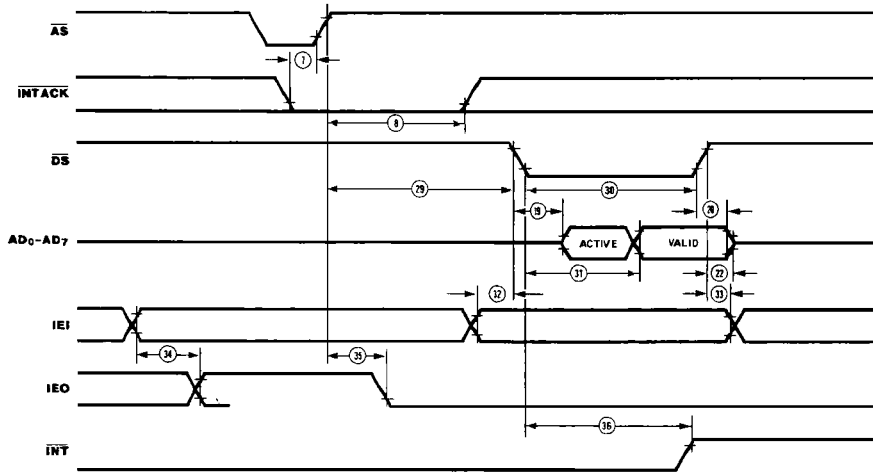 AS
7
INTACK
8
DS
29
30
19
20
AD0-AD7
ACTIVE
VALID
31
22
32
33
IEI
34
35
IEO
36
INT